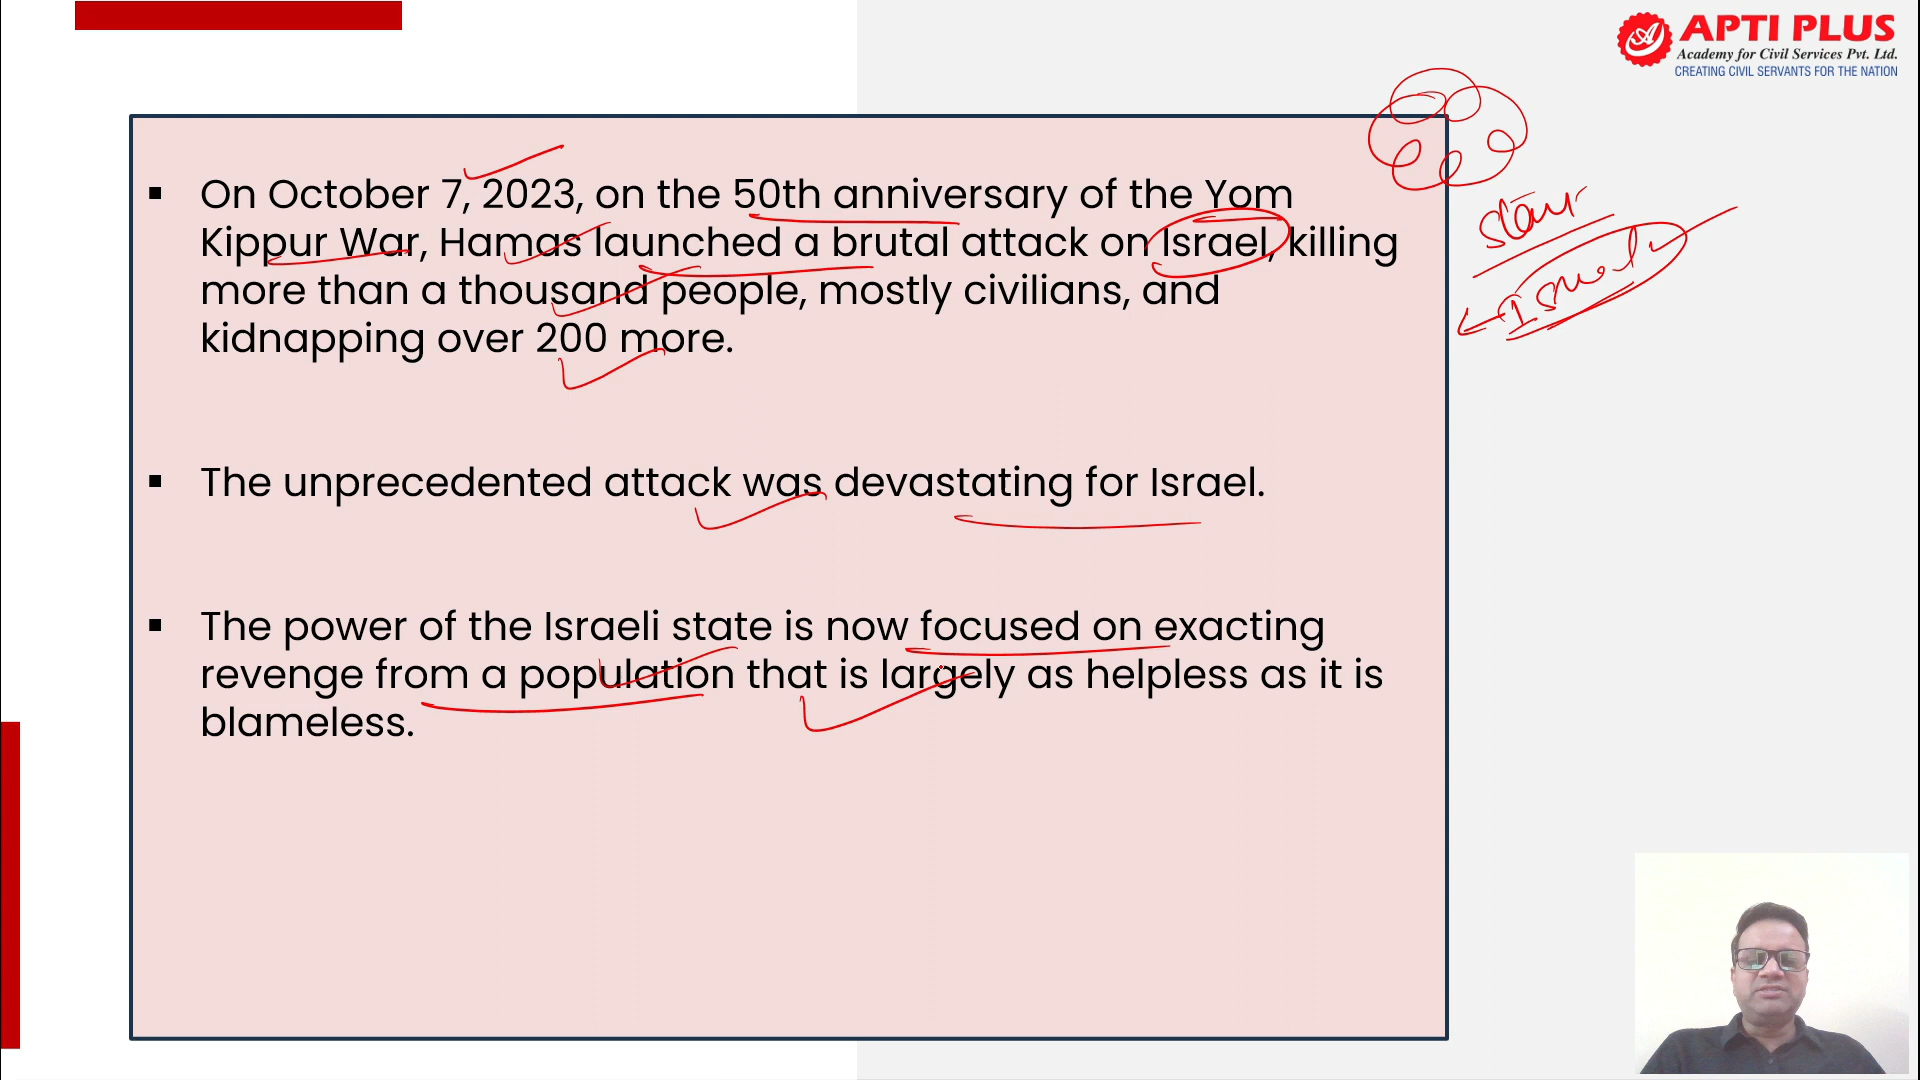 APTI PLUS
Academy for Civil Services Pvt. Ltd.
CREATING CIVIL SERVANTS FOR THE NATION
▪ On October 7, 2023, on the 50th anniversary of the Yom
Kippur War, Hamas launched a brutal attack on Israel, killing
more than a thousand people, mostly civilians, and
kidnapping over 200 more.
▪ The unprecedented attack was devastating for Israel.
▪ The power of the Israeli state is now focused on exacting
revenge from a population that is largely as helpless as it is
blameless.